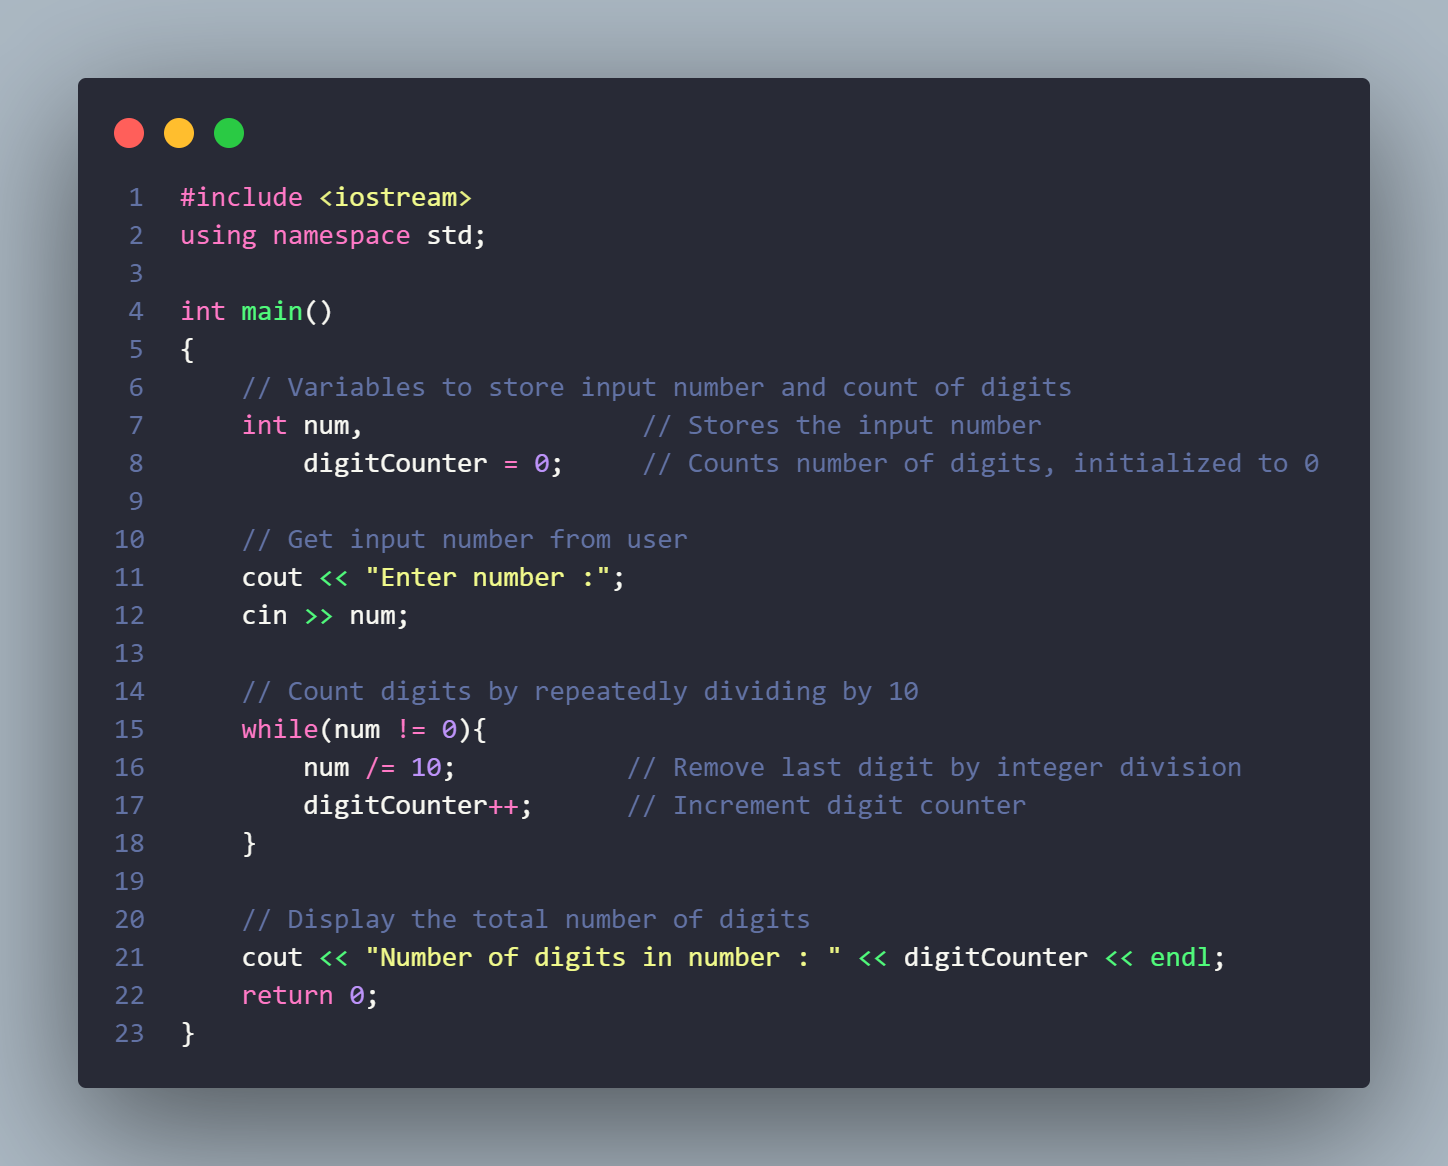 1 #include <iostream>
2 using namespace std;
3
4 int main()
5 {
6     // Variables to store input number and count of digits
7     int num,                  // Stores the input number
8         digitCounter = 0;     // Counts number of digits, initialized to 0
9
10     // Get input number from user
11     cout << "Enter number :";
12     cin >> num;
13
14     // Count digits by repeatedly dividing by 10
15     while(num != 0){
16         num /= 10;           // Remove last digit by integer division
17         digitCounter++;      // Increment digit counter
18     }
19
20     // Display the total number of digits
21     cout << "Number of digits in number : " << digitCounter << endl;
22     return 0;
23 }